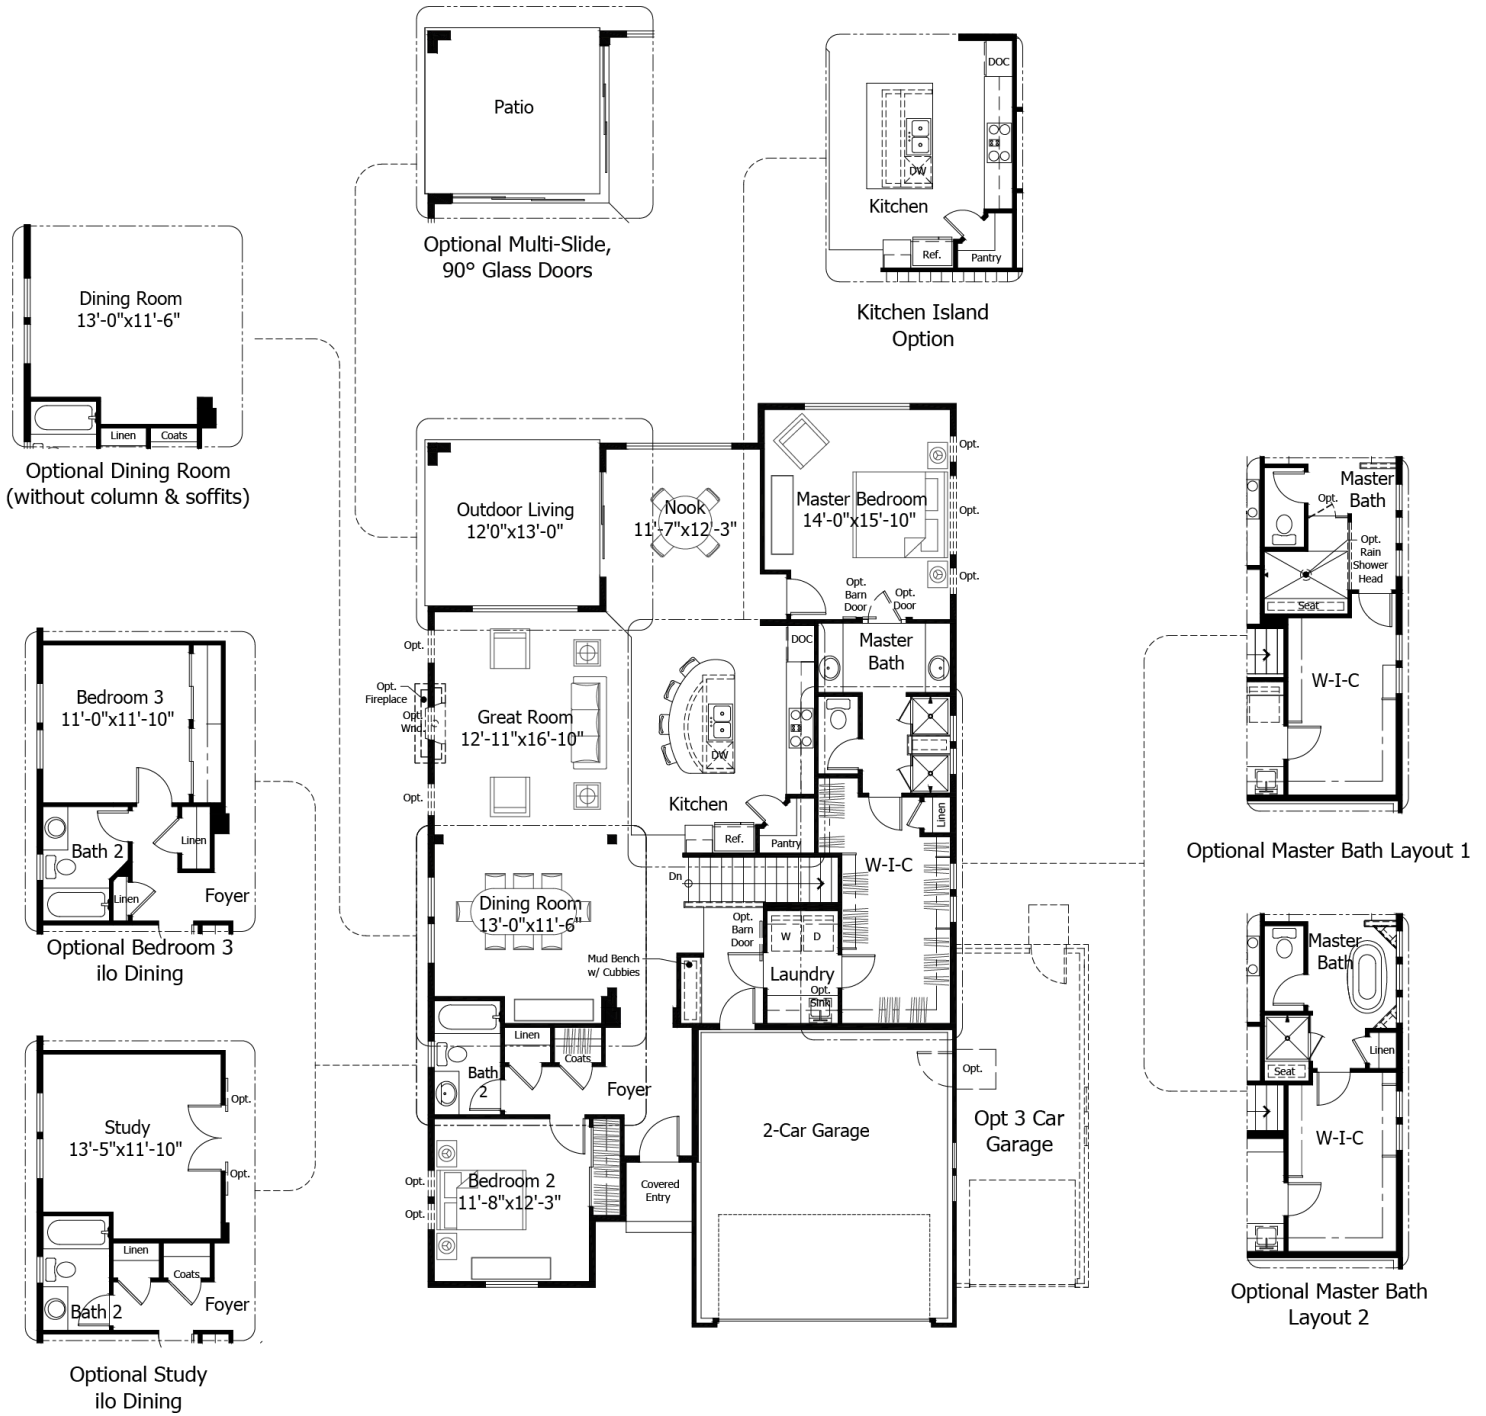 Patio
Optional Multi-Slide,
90° Glass Doors
DOC
DW
Kitchen
Ref.
Pantry
Kitchen Island
Option
Dining Room
13'-0"x11'-6"
Linen
Coats
Optional Dining Room
(without column & soffits)
Bedroom 3
11'-0"x11'-10"
Linen
Bath 2
Linen
Foyer
Optional Bedroom 3
ilo Dining
Study
13'-5"x11'-10"
Opt.
Opt.
Linen
Coats
Bath 2
Foyer
Optional Study
ilo Dining
Outdoor Living
12'0"x13'-0"
Nook
11'-7"x12'-3"
Master Bedroom
14'-0"x15'-10"
Opt.
Opt.
Opt.
Opt.
Barn
Door
Opt.
Door
DOC
Master
Bath
Opt.
Opt.
Fireplace
Opt.
Wnd.
Opt.
Great Room
12'-11"x16'-10"
DW
Kitchen
Ref.
Pantry
Linen
W-I-C
Dn
Dining Room
13'-0"x11'-6"
Opt.
Barn
Door
W
D
Mud Bench
w/ Cubbies
Laundry
Opt.
Sink
Linen
Coats
Bath
2
Foyer
2-Car Garage
Opt.
Opt 3 Car
Garage
Bedroom 2
11'-8"x12'-3"
Opt.
Opt.
Covered
Entry
Master
Bath
Opt.
Opt.
Rain
Shower
Head
Seat
W-I-C
Optional Master Bath Layout 1
Master
Bath
Linen
Seat
W-I-C
Optional Master Bath
Layout 2